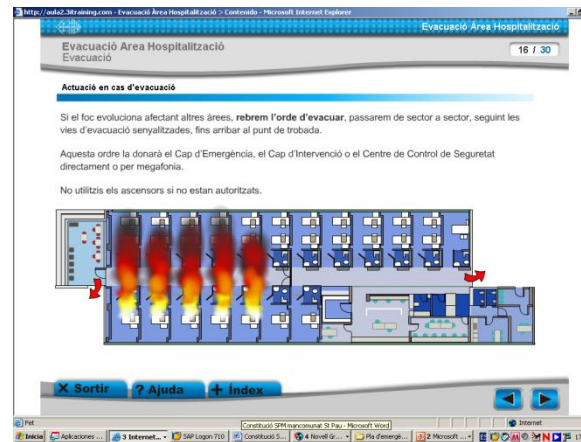 http://aula2.3itraining.com - Evacuació Àrea Hospitalització > Contenido - Microsoft Internet Explorer
Evacuació Àrea Hospitalització
Evacuació Area Hospitalització
Evacuació
16 / 30
Actuació en cas d'evacuació
Si el foc evoluciona afectant altres àrees, rebrem l'orde d'evacuar, passarem de sector a sector, seguint les
vies d'evacuació senyalitzades, fins arribar al punt de trobada.
Aquesta ordre la donarà el Cap d'Emergència, el Cap d'Intervenció o el Centre de Control de Seguretat
directament o per megafonia.
No utilitzis els ascensors si no estan autoritzats.
X Sortir ? Ajuda + Índex
Constitució SPM mancomunat St Pau - Microsoft Word
Internet
Inicio Aplicaciones ... 3 Internet... SAP Logon 710 Constitució S... 4 Novell Gr... Pla d'emergè... 2 Microsoft ...